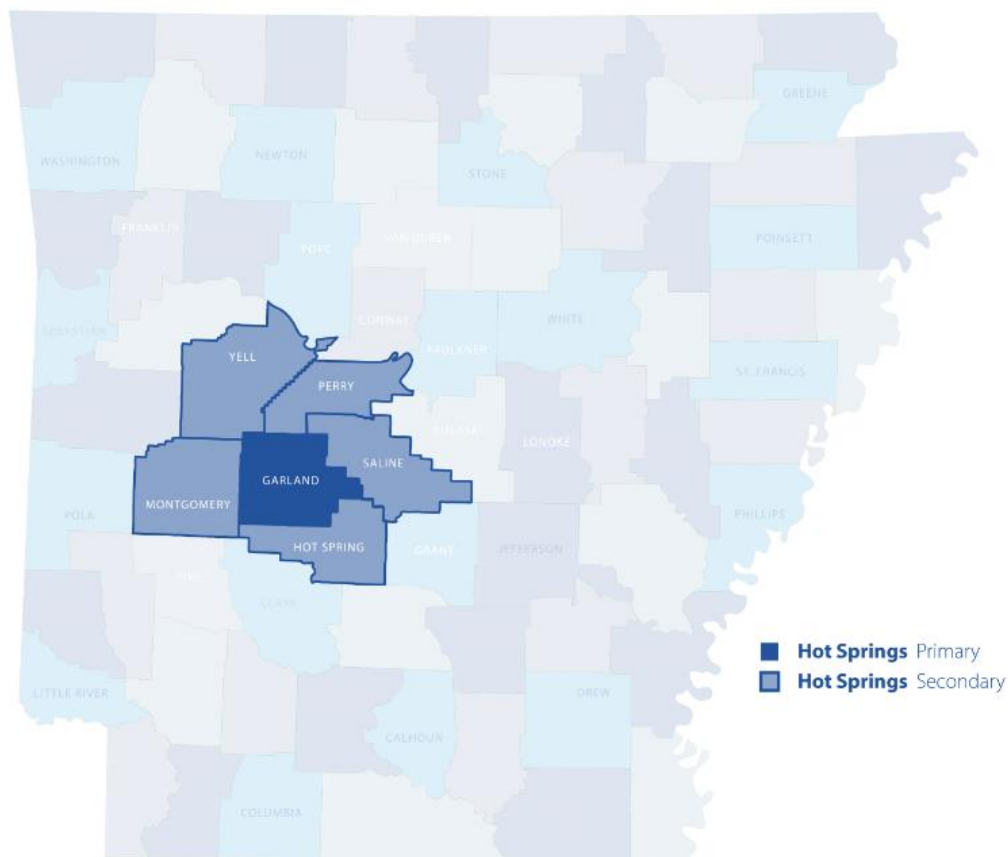 GREENE
WASHINGTON
NEWTON
STONE
FRANKLIN
POPE
VAN BUREN
POINSETT
SEBASTIAN
CONWAY
WHITE
FAULKNER
YELL
PERRY
ST. FRANCIS
PULASKI
LONOKE
SALINE
GARLAND
MONTGOMERY
POLK
PHILLIPS
HOT SPRING
GRANT
JEFFERSON
PIKE
CLARK
Hot Springs Primary
Hot Springs Secondary
LITTLE RIVER
DREW
CALHOUN
COLUMBIA